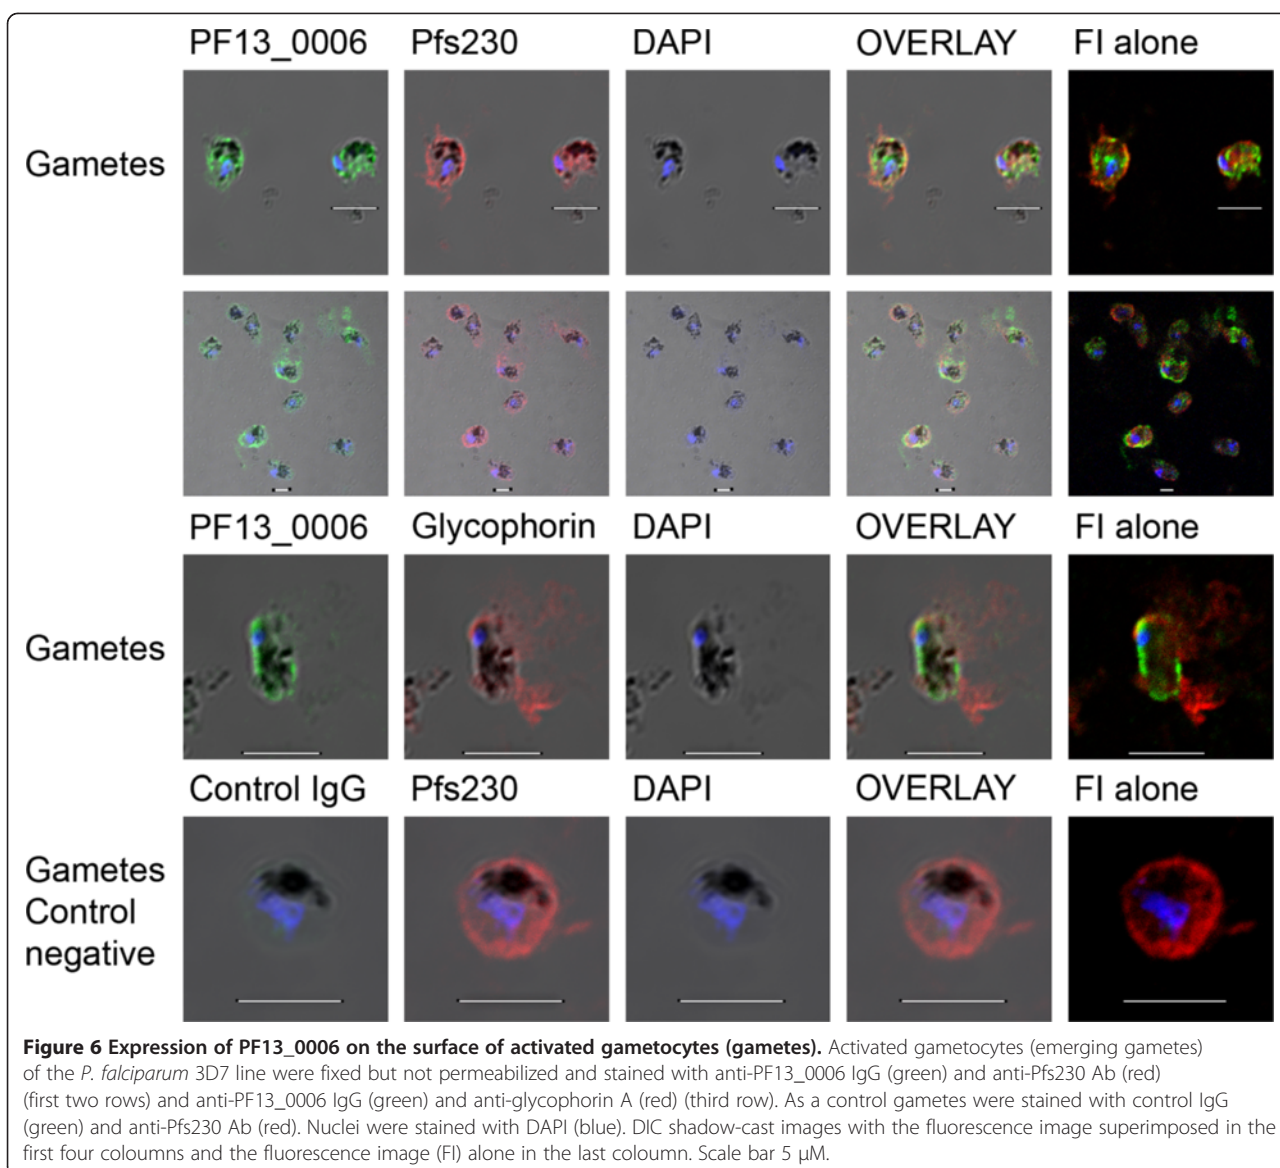 PF13_0006 Pfs230 DAPI OVERLAY FI alone
Gametes
PF13_0006 Glycophorin DAPI OVERLAY FI alone
Gametes
Control IgG Pfs230 DAPI OVERLAY FI alone
Gametes
Control
negative
Figure 6 Expression of PF13_0006 on the surface of activated gametocytes (gametes). Activated gametocytes (emerging gametes)
of the P. falciparum 3D7 line were fixed but not permeabilized and stained with anti-PF13_0006 IgG (green) and anti-Pfs230 Ab (red)
(first two rows) and anti-PF13_0006 IgG (green) and anti-glycophorin A (red) (third row). As a control gametes were stained with control IgG
(green) and anti-Pfs230 Ab (red). Nuclei were stained with DAPI (blue). DIC shadow-cast images with the fluorescence image superimposed in the
first four coloumns and the fluorescence image (FI) alone in the last coloumn. Scale bar 5 μM.